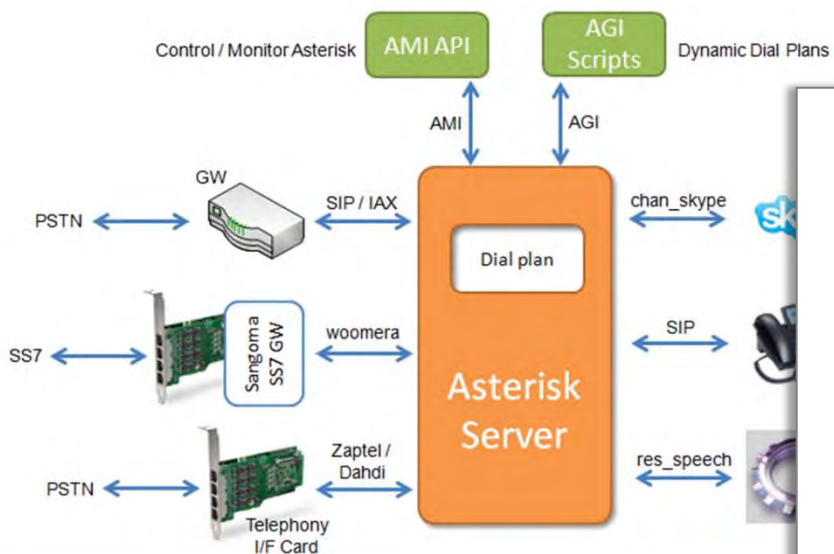 Control / Monitor Asterisk
AMI API
AGI
Scripts
Dynamic Dial Plans
AMI
AGI
GW
PSTN
SIP / IAX
chan_skype
sk
Dial plan
SS7
Sangoma
SS7 GW
woomera
SIP
Asterisk
Server
Zaptel /
Dahdi
res_speech
PSTN
Telephony
I/F Card